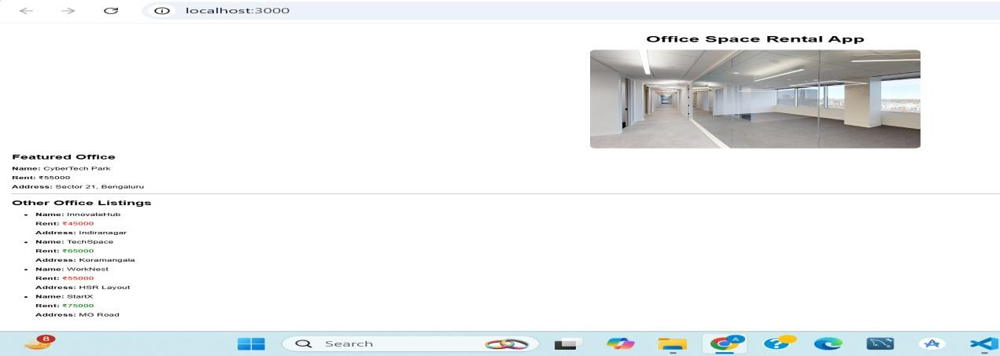 localhost:3000
Office Space Rental App
Featured Office
Name: CyberTech Park
Rent: ₹55000
Address: Sector 21, Bengaluru
Other Office Listings
Name: InnovateHub
Rent: ₹45000
Address: Indiranagar
Name: TechSpace
Rent: ₹65000
Address: Koramangala
Name: WorkNest
Rent: ₹55000
Address: HSR Layout
Name: StartX
Rent: ₹75000
Address: MG Road
8
Search
A